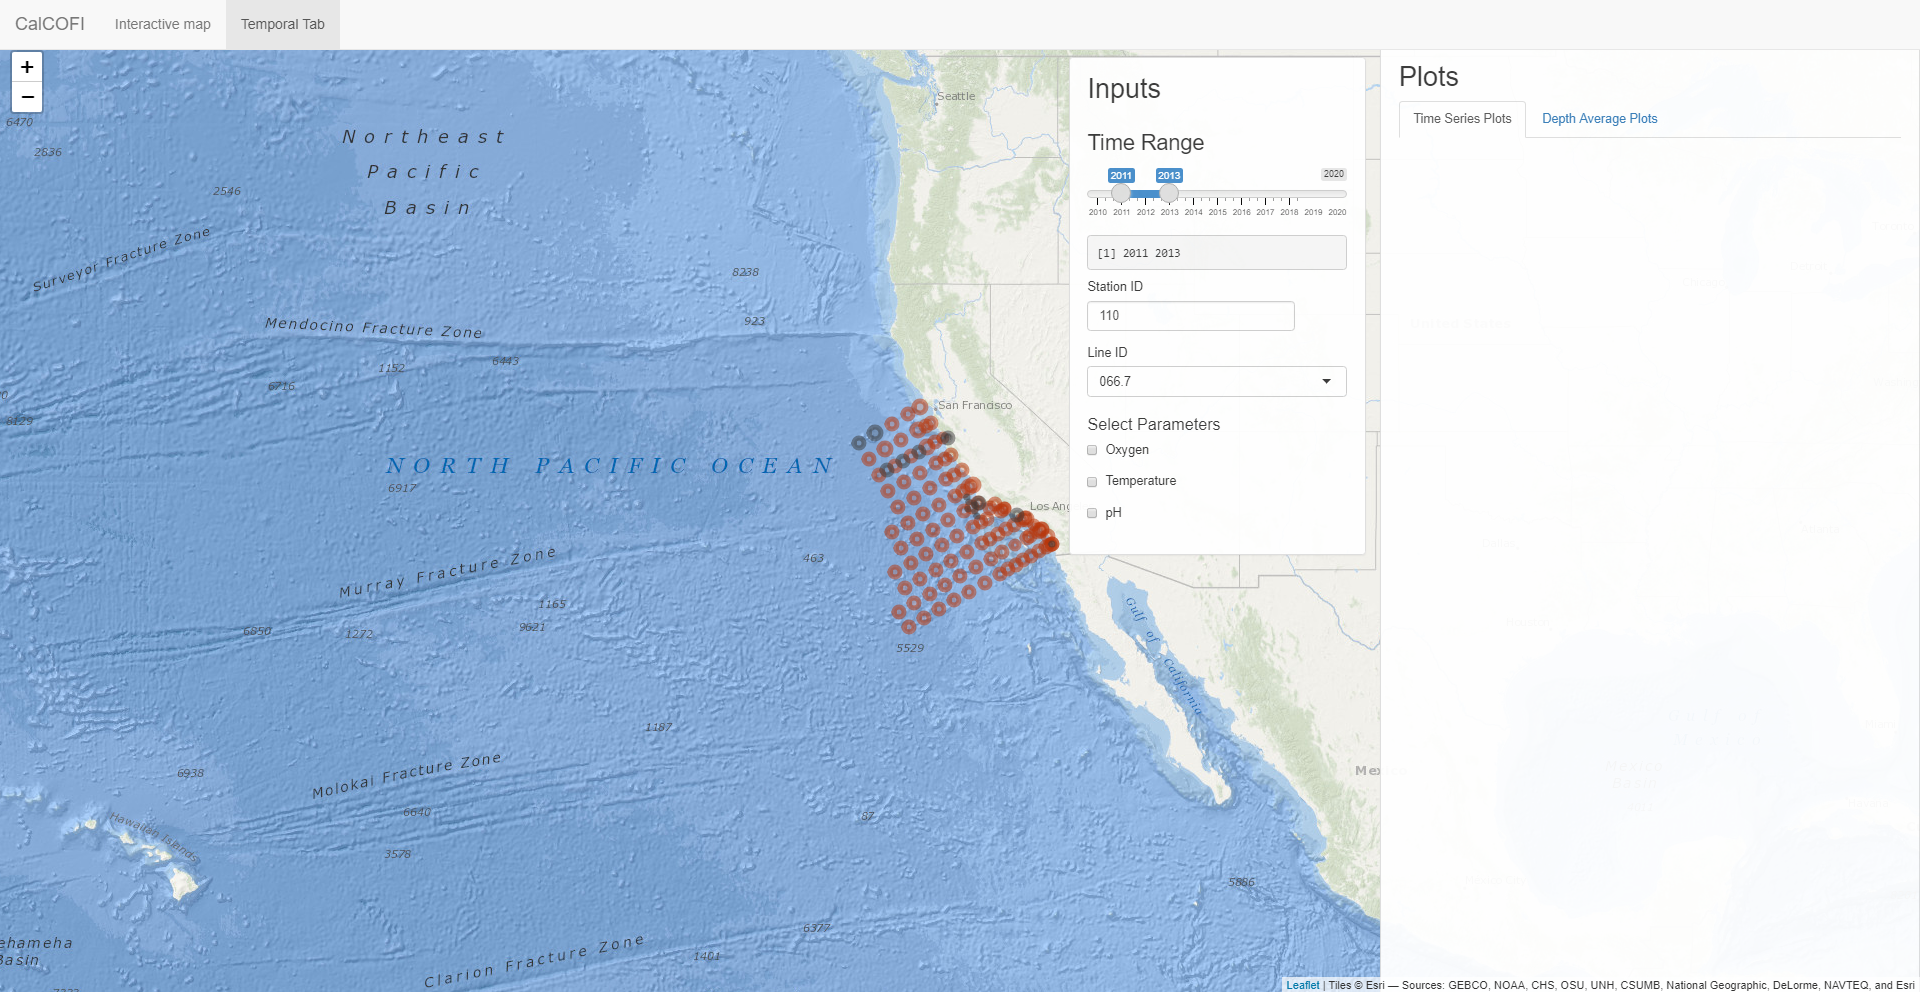 CalCOFI Interactive map Temporal Tab
+
−
Seattle
6470
2836
2546
Northeast
Pacific
Basin
Surveyor Fracture Zone
8238
923
Mendocino Fracture Zone
6443
1152
6716
8129
San Francisco
NORTH PACIFIC OCEAN
6917
Los Ang
463
Murray Fracture Zone
1165
9621
6850
1272
5529
Gulf of California
1187
6938
Molokai Fracture Zone
6640
87
Hawaiian Islands
3578
5886
6377
ehameha
Basin
Clarion Fracture Zone
1401
Mexico
Inputs
Time Range
2011 2013 2020
2010 2011 2012 2013 2014 2015 2016 2017 2018 2019 2020
[1] 2011 2013
Station ID
110
Line ID
066.7
Select Parameters
Oxygen
Temperature
pH
Plots
Time Series Plots Depth Average Plots
Leaflet | Tiles © Esri — Sources: GEBCO, NOAA, CHS, OSU, UNH, CSUMB, National Geographic, DeLorme, NAVTEQ, and Esri